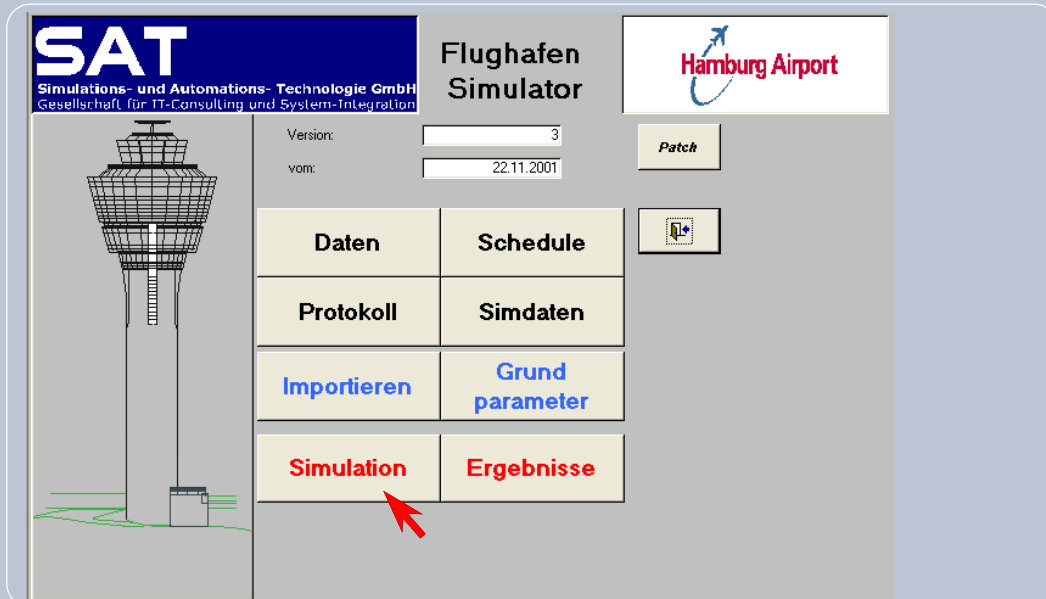 SAT
Simulations- und Automations- Technologie GmbH
Gesellschaft für IT-Consulting und System-Integration
Flughafen
Simulator
Hamburg Airport
Version:
3
Patch
vom:
22.11.2001
Daten
Schedule
Protokoll
Simdaten
Importieren
Grund
parameter
Simulation
Ergebnisse